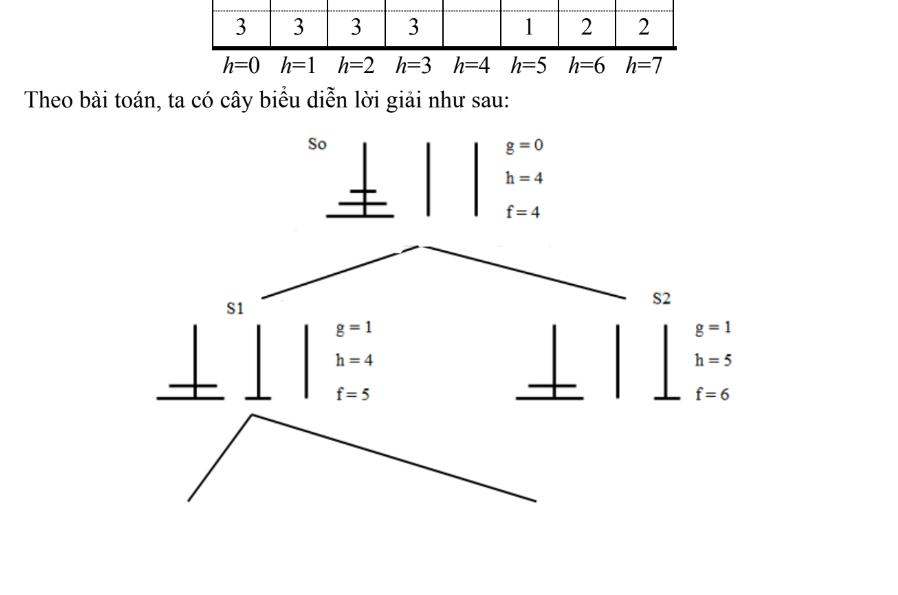 3 3 3 3 1 2 2
h=0 h=1 h=2 h=3 h=4 h=5 h=6 h=7
Theo bài toán, ta có cây biểu diễn lời giải như sau:
So
g = 0
h = 4
f = 4
S1
g = 1
h = 4
f = 5
S2
g = 1
h = 5
f = 6